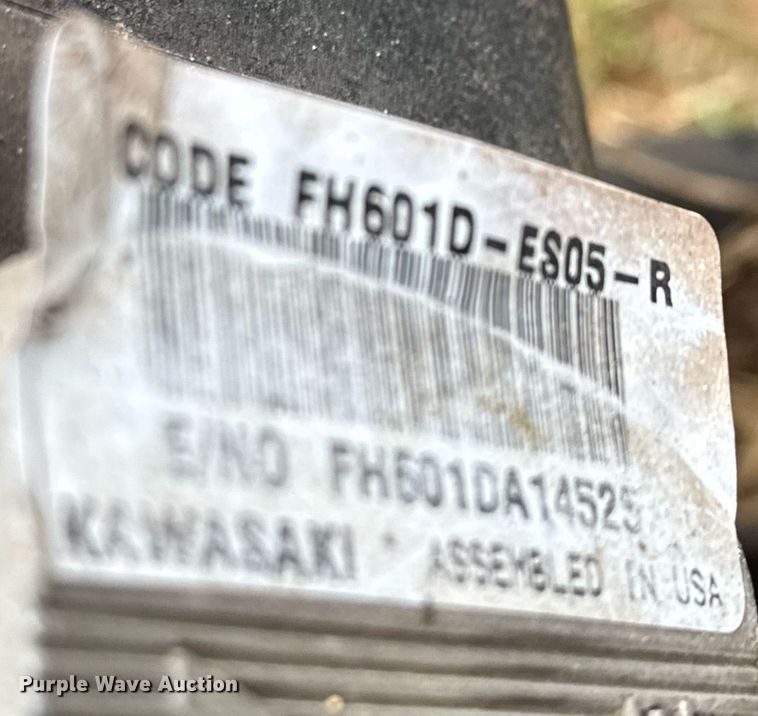 CODE FH601D-ES05-R
E/NO FH601DA14525
KAWASAKI ASSEMBLED IN USA
Purple Wave Auction